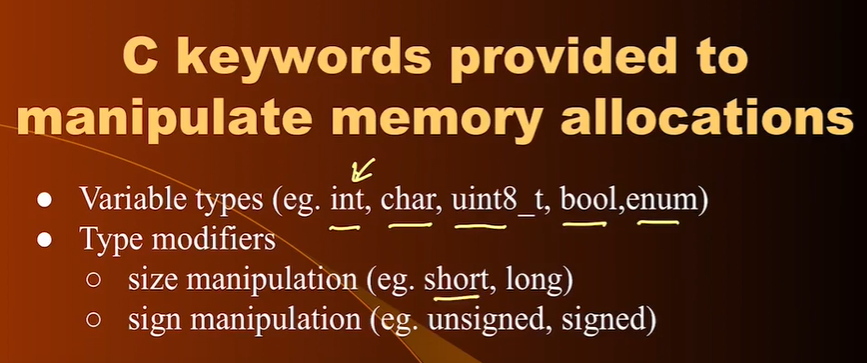 C keywords provided to
manipulate memory allocations
● Variable types (eg. int, char, uint8_t, bool,enum)
● Type modifiers
○ size manipulation (eg. short, long)
○ sign manipulation (eg. unsigned, signed)